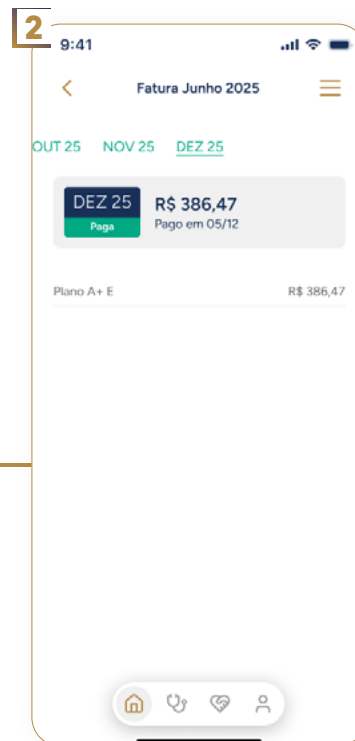 2
9:41
Fatura Junho 2025
OUT 25 NOV 25 DEZ 25
DEZ 25
Paga
R$ 386,47
Pago em 05/12
Plano A+ E R$ 386,47